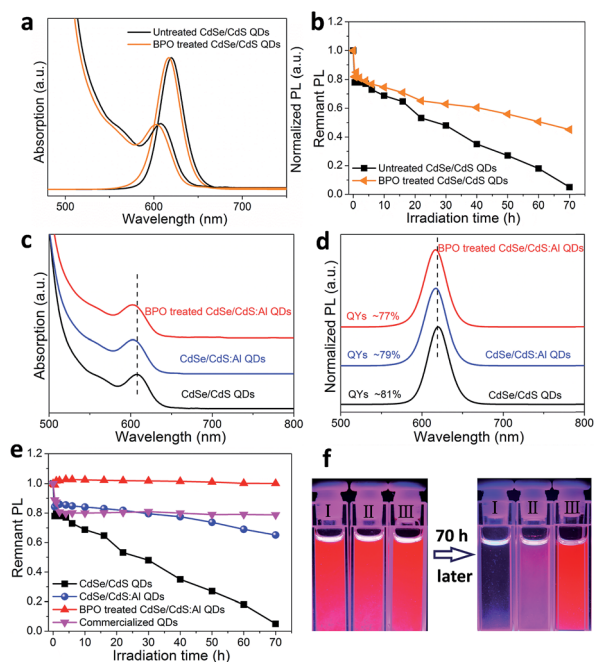 a
Untreated CdSe/CdS QDs
BPO treated CdSe/CdS QDs
Absorption (a.u.)
Normalized PL (a.u.)
500
600
700
Wavelength (nm)
b
1.2
1.0
0.8
0.6
0.4
0.2
0.0
Remnant PL
Untreated CdSe/CdS QDs
BPO treated CdSe/CdS QDs
0 10 20 30 40 50 60 70
Irradiation time (h)
c
Absorption (a.u.)
BPO treated CdSe/CdS:Al QDs
CdSe/CdS:Al QDs
CdSe/CdS QDs
500
600
700
800
Wavelength (nm)
d
Normalized PL (a.u.)
BPO treated CdSe/CdS:Al QDs
QYs ~77%
QYs ~79%
CdSe/CdS:Al QDs
QYs ~81%
CdSe/CdS QDs
500
600
700
800
Wavelength (nm)
e
1.4
1.2
1.0
0.8
0.6
0.4
0.2
0.0
Remnant PL
CdSe/CdS QDs
CdSe/CdS:Al QDs
BPO treated CdSe/CdS:Al QDs
Commercialized QDs
0 10 20 30 40 50 60 70
Irradiation time (h)
f
I II III
70 h
later
I II III